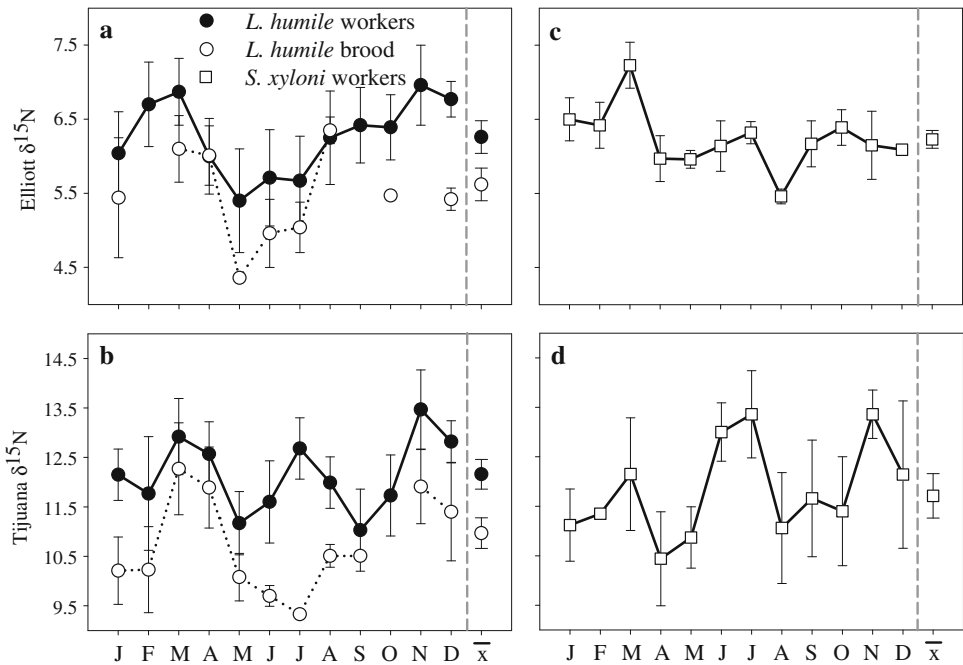 a
L. humile workers
L. humile brood
S. xyloni workers
c
7.5
6.5
5.5
4.5
Elliott δ¹⁵N
b
d
14.5
13.5
12.5
11.5
10.5
9.5
Tijuana δ¹⁵N
J F M A M J J A S O N D x̄
J F M A M J J A S O N D x̄